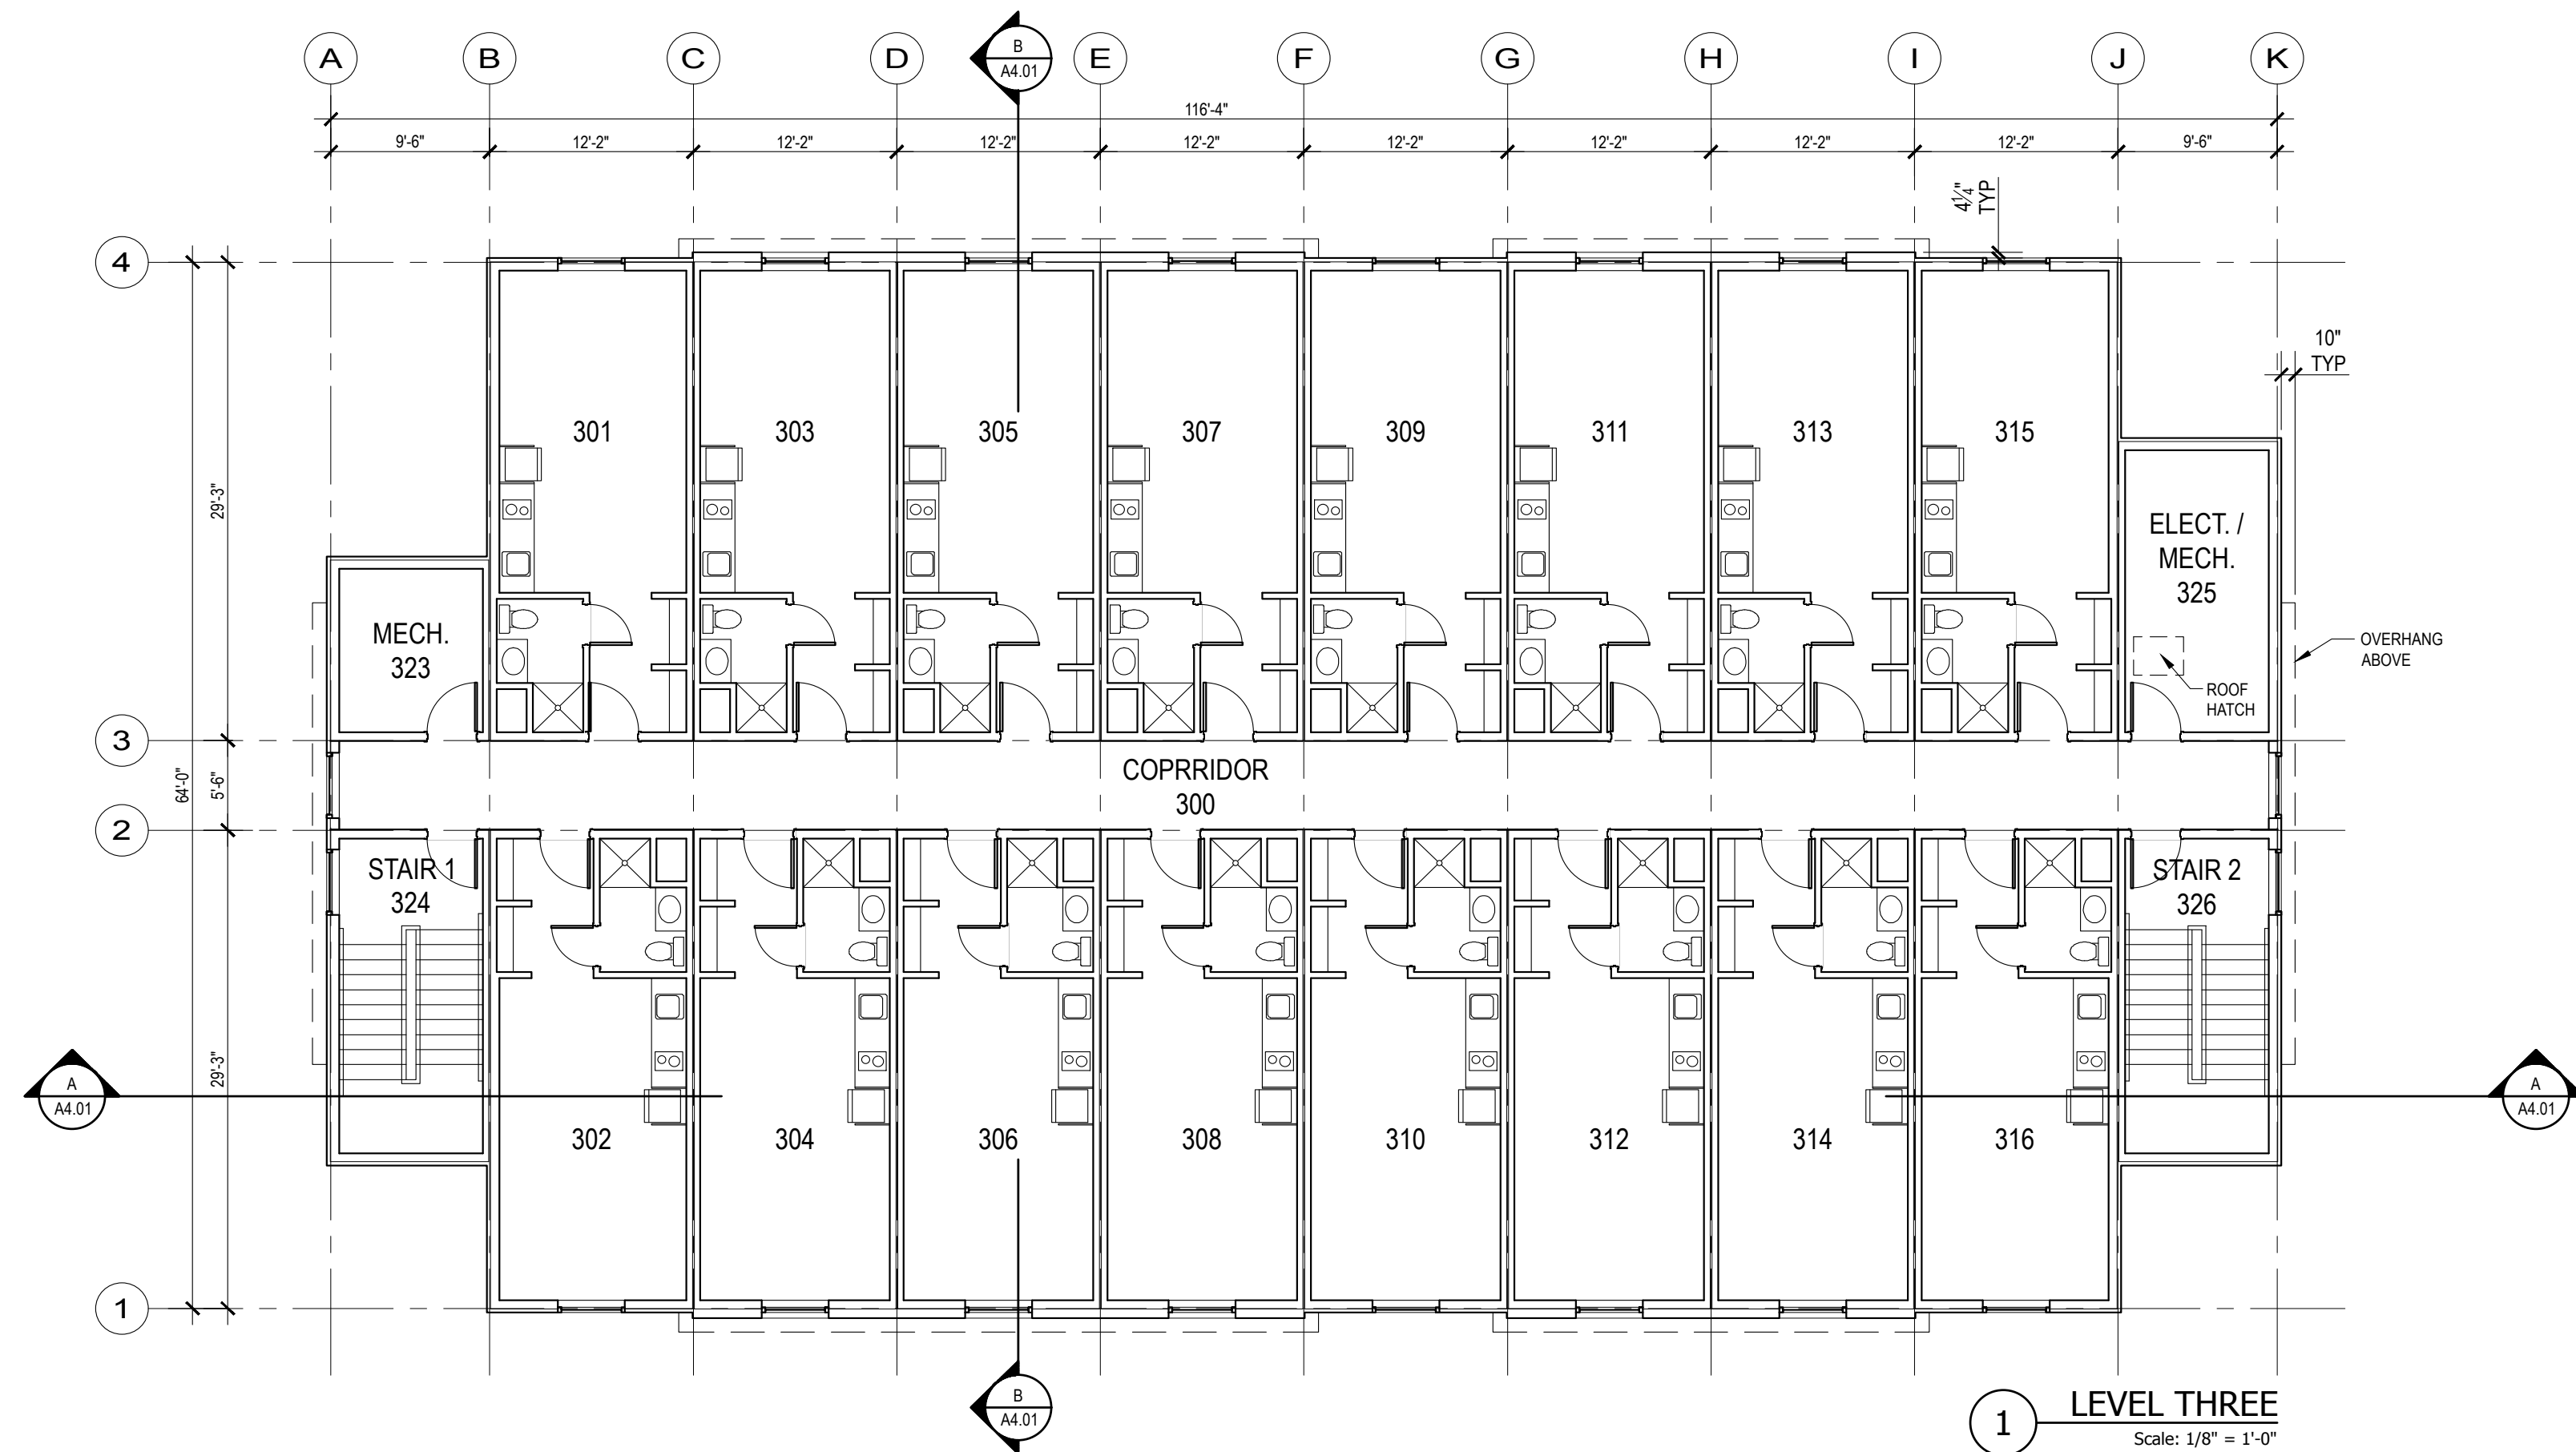 A B C D E F G H I J K
B
A4.01
116'-4"
9'-6" 12'-2" 12'-2" 12'-2" 12'-2" 12'-2" 12'-2" 12'-2" 12'-2" 9'-6"
4 1/4"
TYP
4
10"
TYP
301 303 305 307 309 311 313 315
29'-3"
ELECT. /
MECH.
325
MECH.
323
OVERHANG
ABOVE
ROOF
HATCH
3
COPRRIDOR
300
64'-0"
5'-6"
2
STAIR 1
324
STAIR 2
326
29'-3"
A
A4.01
A
A4.01
302 304 306 308 310 312 314 316
1
B
A4.01
1
LEVEL THREE
Scale: 1/8" = 1'-0"